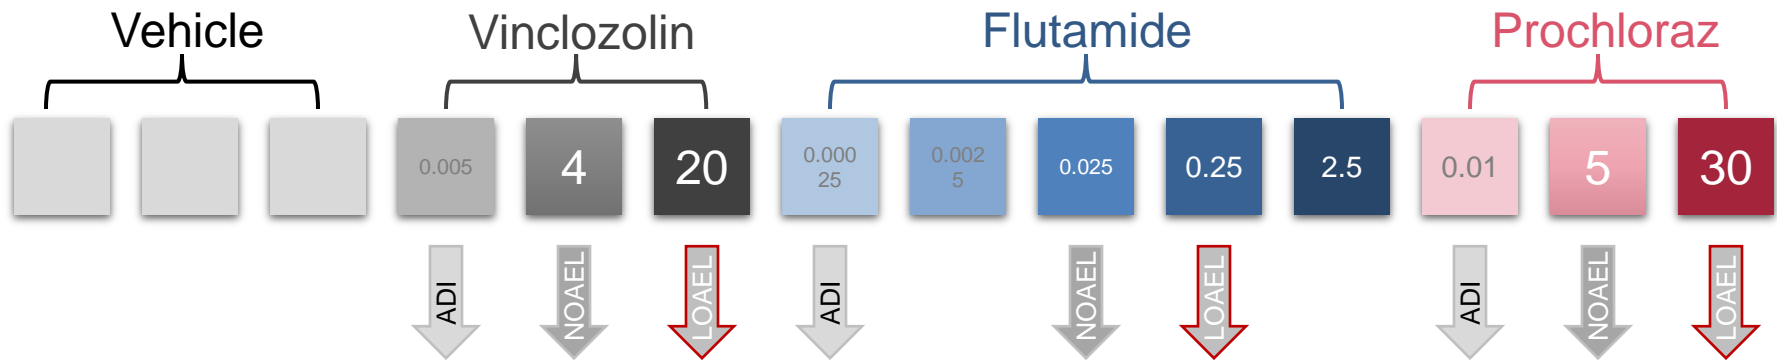 Vehicle
Vinclozolin
Flutamide
Prochloraz
0.005
4
20
0.000
25
0.002
5
0.025
0.25
2.5
0.01
5
30
ADI
NOAEL
LOAEL
ADI
NOAEL
LOAEL
ADI
NOAEL
LOAEL